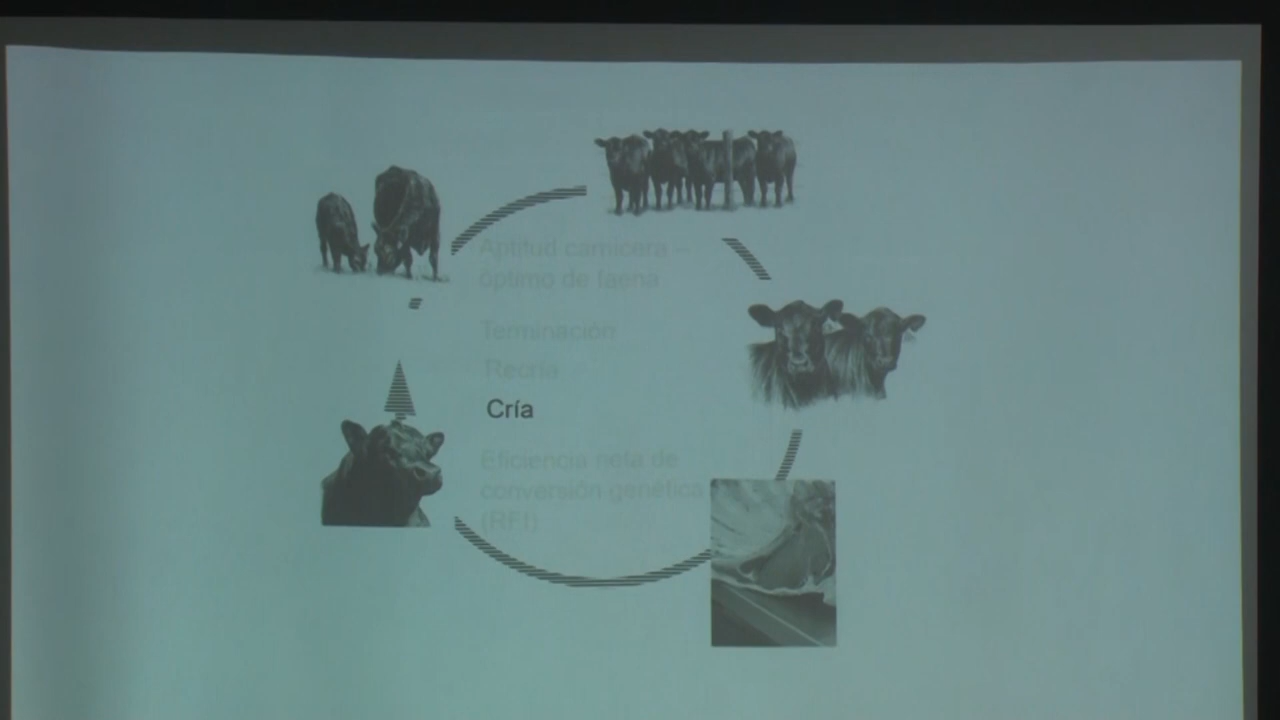 Aptitud carnicera –
óptimo de faena
Terminación
Recría
Cría
Eficiencia neta de
conversión genética
(RFI)